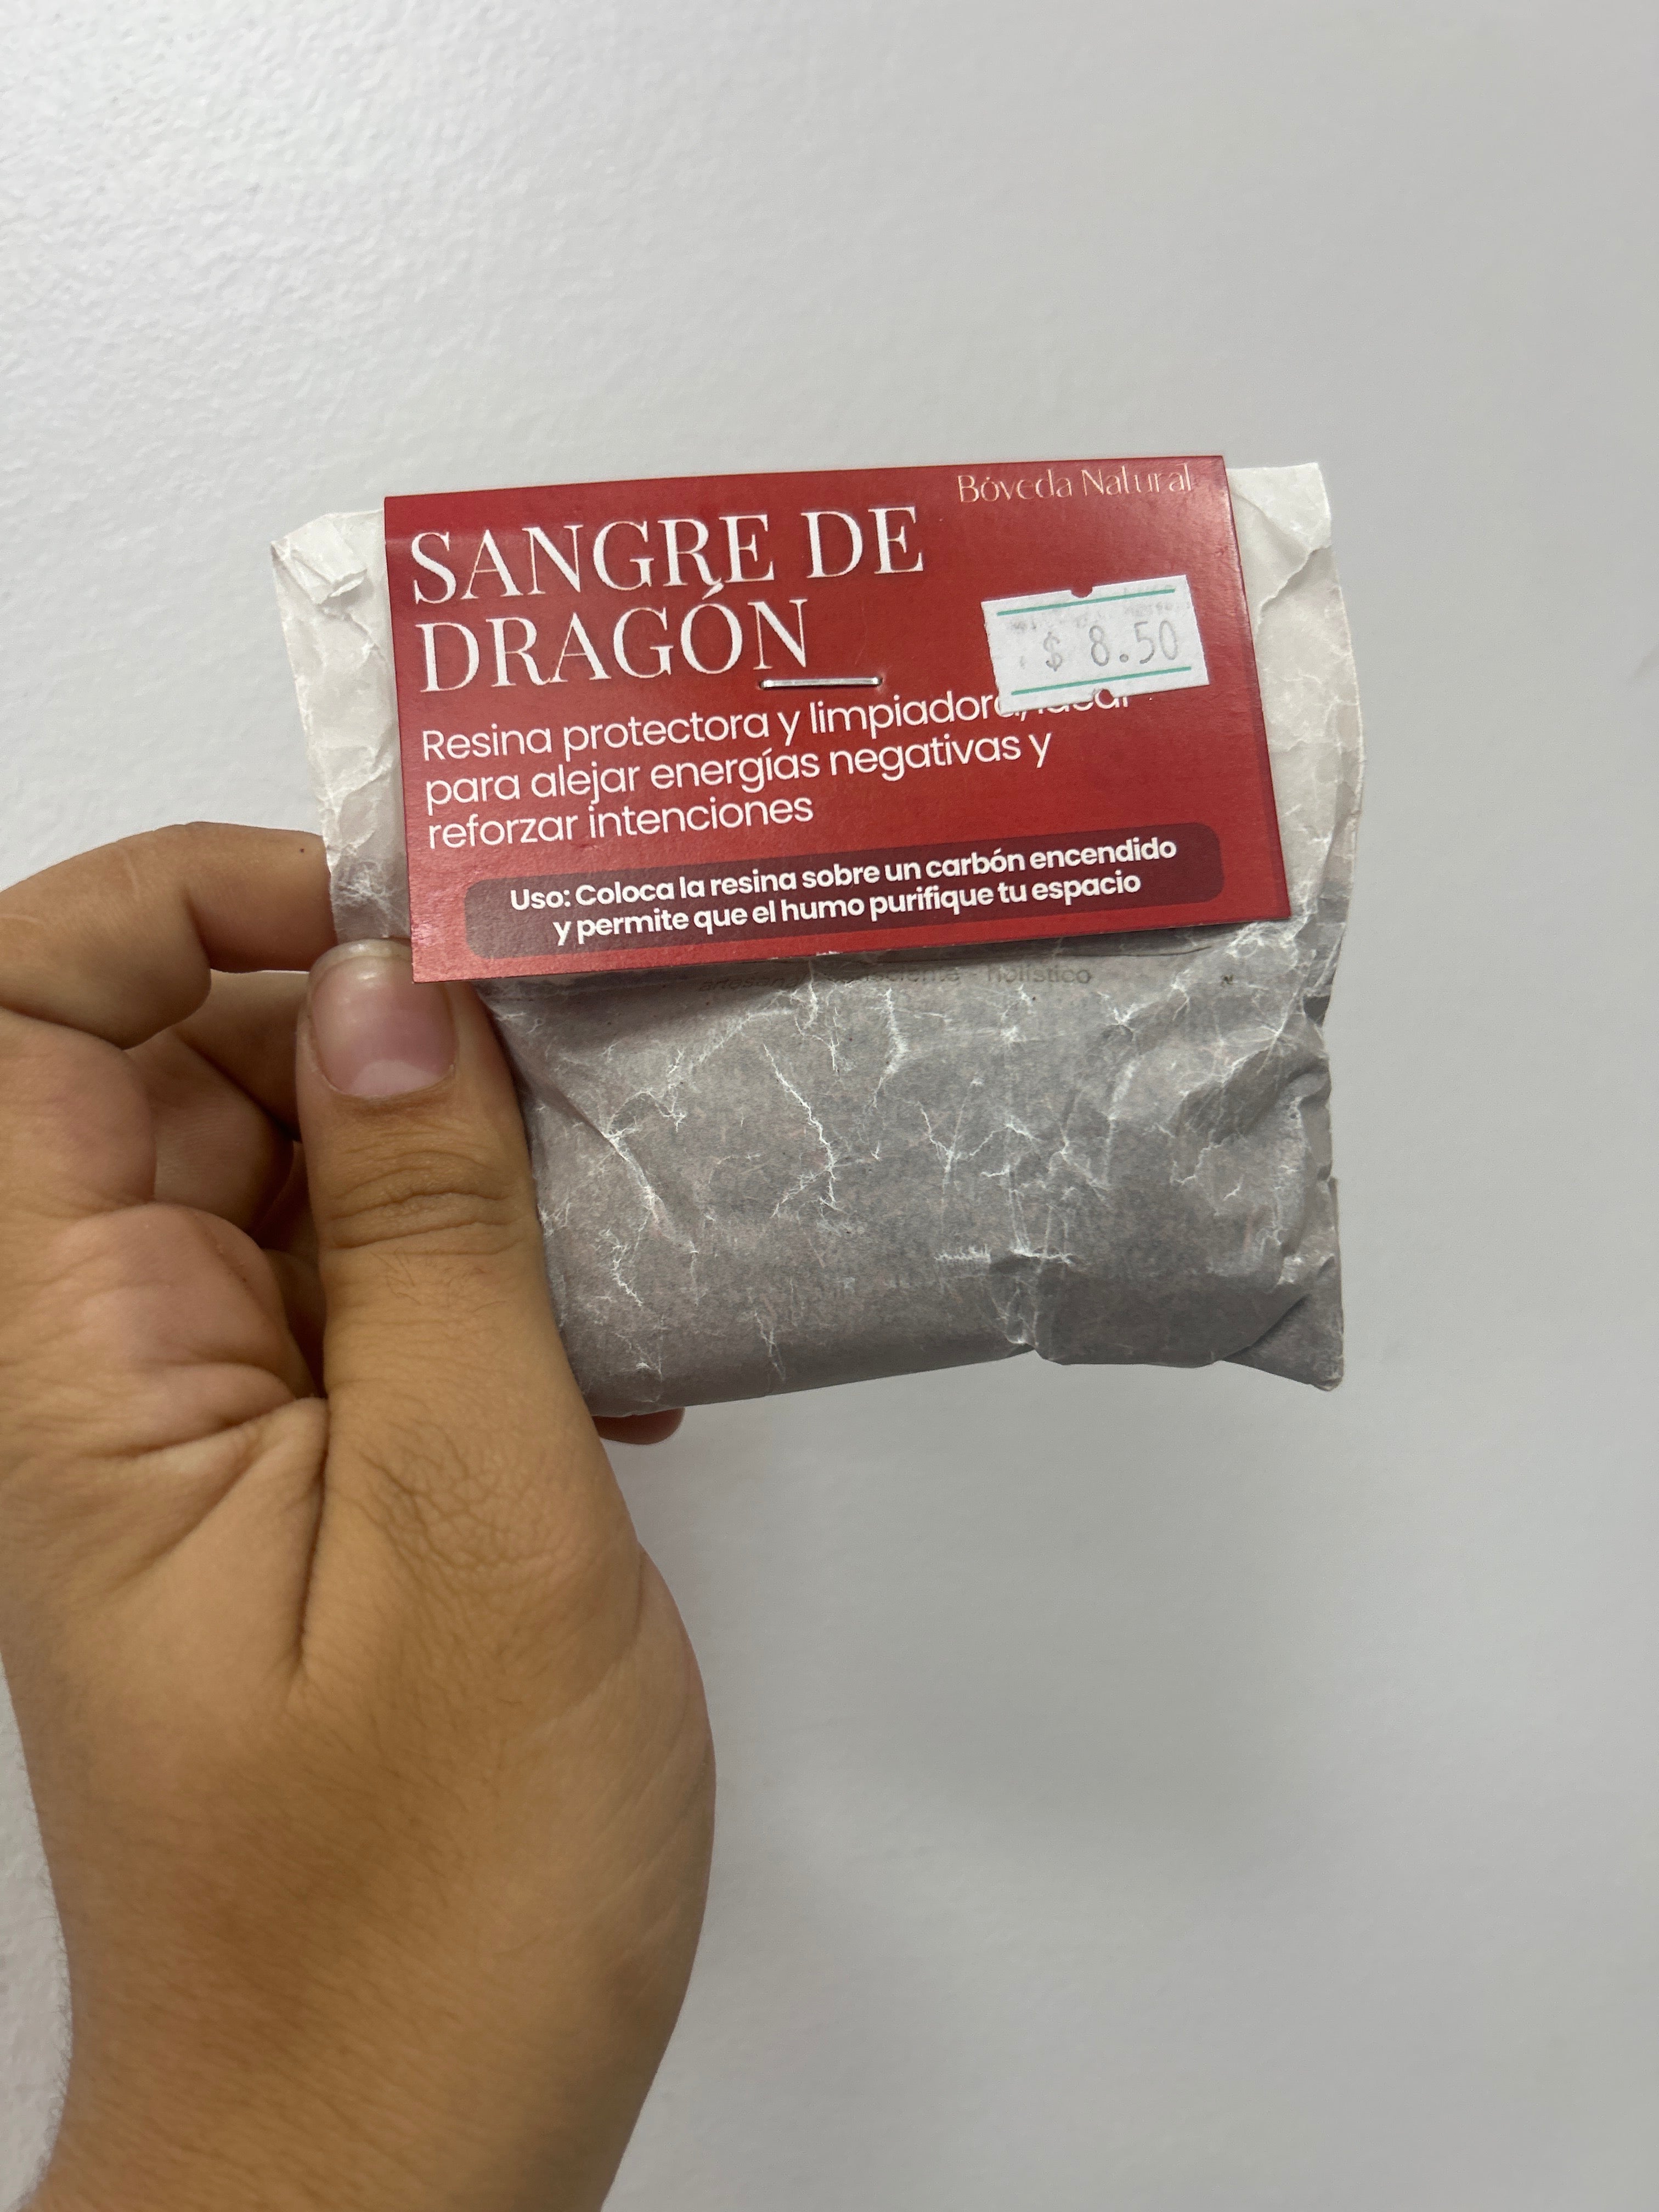 Bóveda Natural
SANGRE DE
DRAGÓN
$ 8.50
Resina protectora y limpiadora, ideal
para alejar energías negativas y
reforzar intenciones
Uso: Coloca la resina sobre un carbón encendido
y permite que el humo purifique tu espacio
holístico